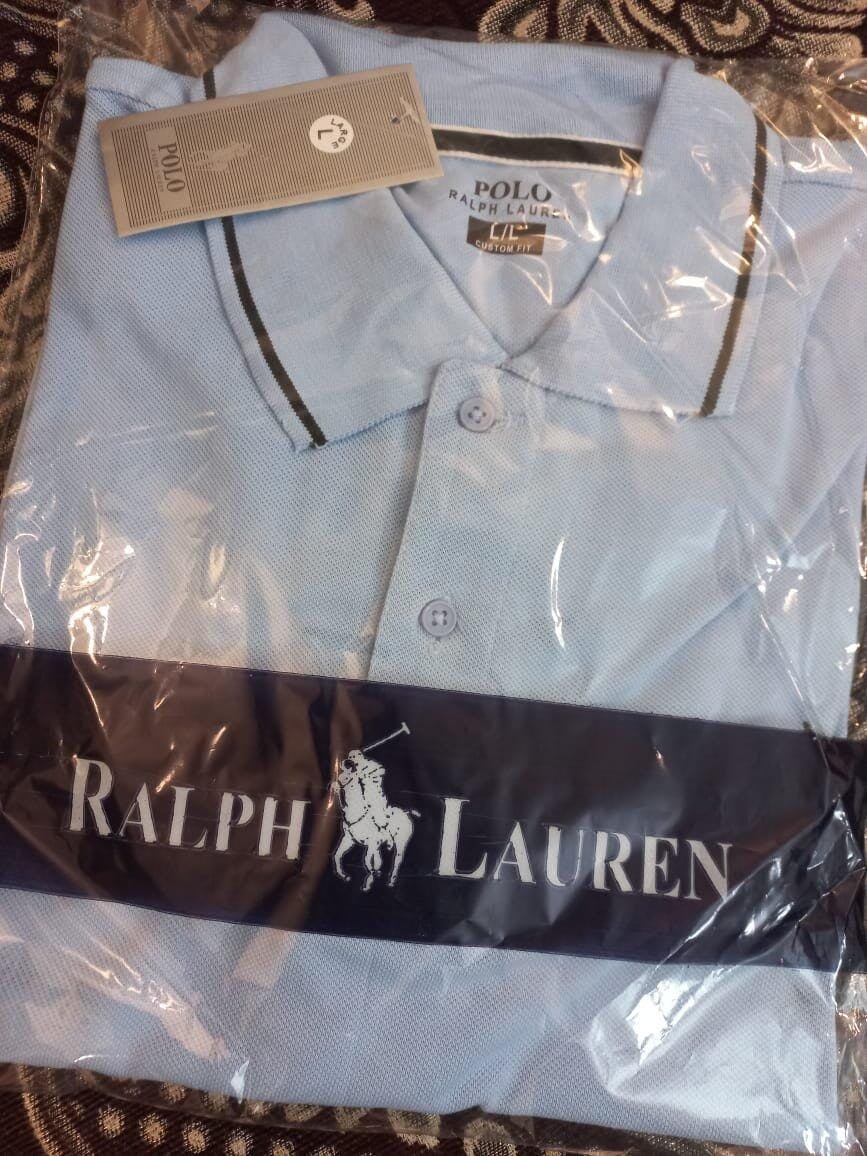 LARGE
L
POLO
POLO
RALPH LAUREN
L/L
CUSTOM FIT
RALPH LAUREN